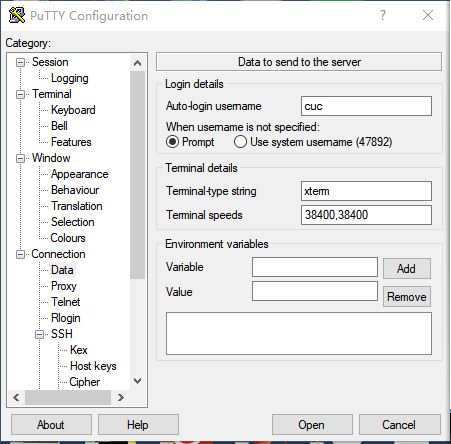 PuTTY Configuration
?
Category:
Session
Logging
Terminal
Keyboard
Bell
Features
Window
Appearance
Behaviour
Translation
Selection
Colours
Connection
Data
Proxy
Telnet
Rlogin
SSH
Kex
Host keys
Cipher
Data to send to the server
Login details
Auto-login username
cuc
When username is not specified:
Prompt
Use system username (47892)
Terminal details
Terminal-type string
xterm
Terminal speeds
38400,38400
Environment variables
Variable
Add
Value
Remove
About
Help
Open
Cancel